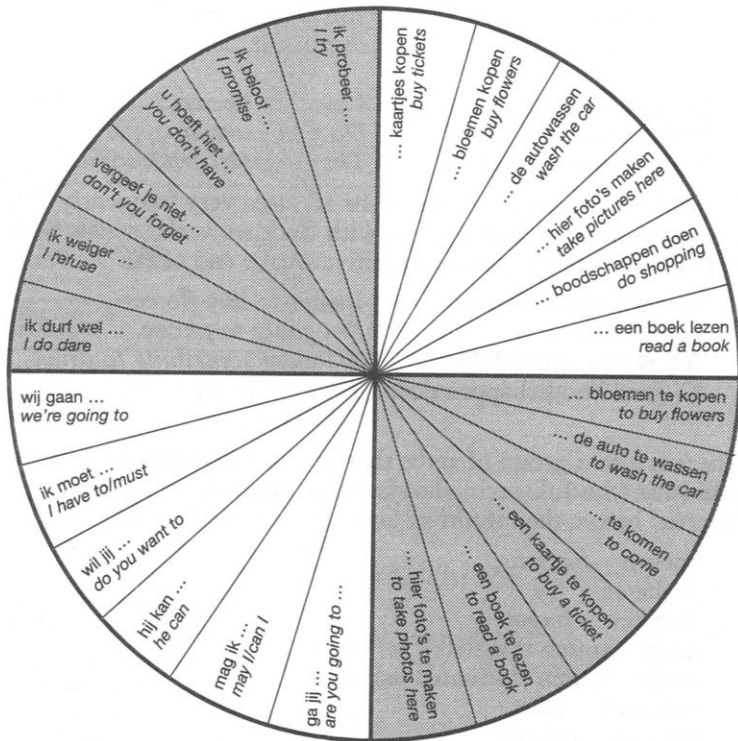 ik probeer ...
I try
ik beloof ...
I promise
u hoeft hiet ...
you don't have
vergeet je niet ...
don't you forget
ik weiger ...
I refuse
ik durf wel ...
I do dare
... kaartjes kopen
buy tickets
... bloemen kopen
buy flowers
... de autowassen
wash the car
... hier foto's maken
take pictures here
... boodschappen doen
do shopping
... een boek lezen
read a book
wij gaan ...
we're going to
ik moet ...
I have to/must
wil jij ...
do you want to
hij kan ...
he can
mag ik ...
may I/can I
ga jij ...
are you going to ...
... bloemen te kopen
to buy flowers
... de auto te wassen
to wash the car
... te komen
to come
... een kaartje te kopen
to buy a ticket
... een boek te lezen
to read a book
... hier foto's te maken
to take photos here